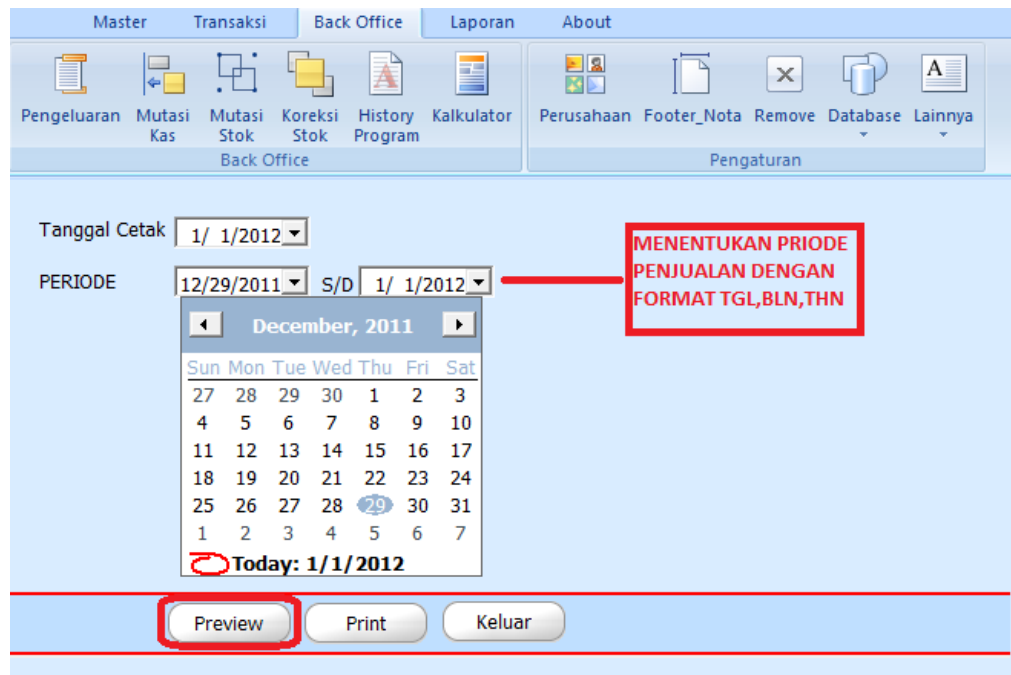 Master Transaksi Back Office Laporan About
Pengeluaran Mutasi Kas Mutasi Stok Koreksi Stok History Program Kalkulator Perusahaan Footer_Nota Remove Database Lainnya
Back Office Pengaturan
Tanggal Cetak 1/ 1/2012
PERIODE 12/29/2011 S/D 1/ 1/2012
MENENTUKAN PRIODE
PENJUALAN DENGAN
FORMAT TGL,BLN,THN
December, 2011
Sun Mon Tue Wed Thu Fri Sat
27 28 29 30 1 2 3
4 5 6 7 8 9 10
11 12 13 14 15 16 17
18 19 20 21 22 23 24
25 26 27 28 29 30 31
1 2 3 4 5 6 7
Today: 1/1/2012
Preview Print Keluar